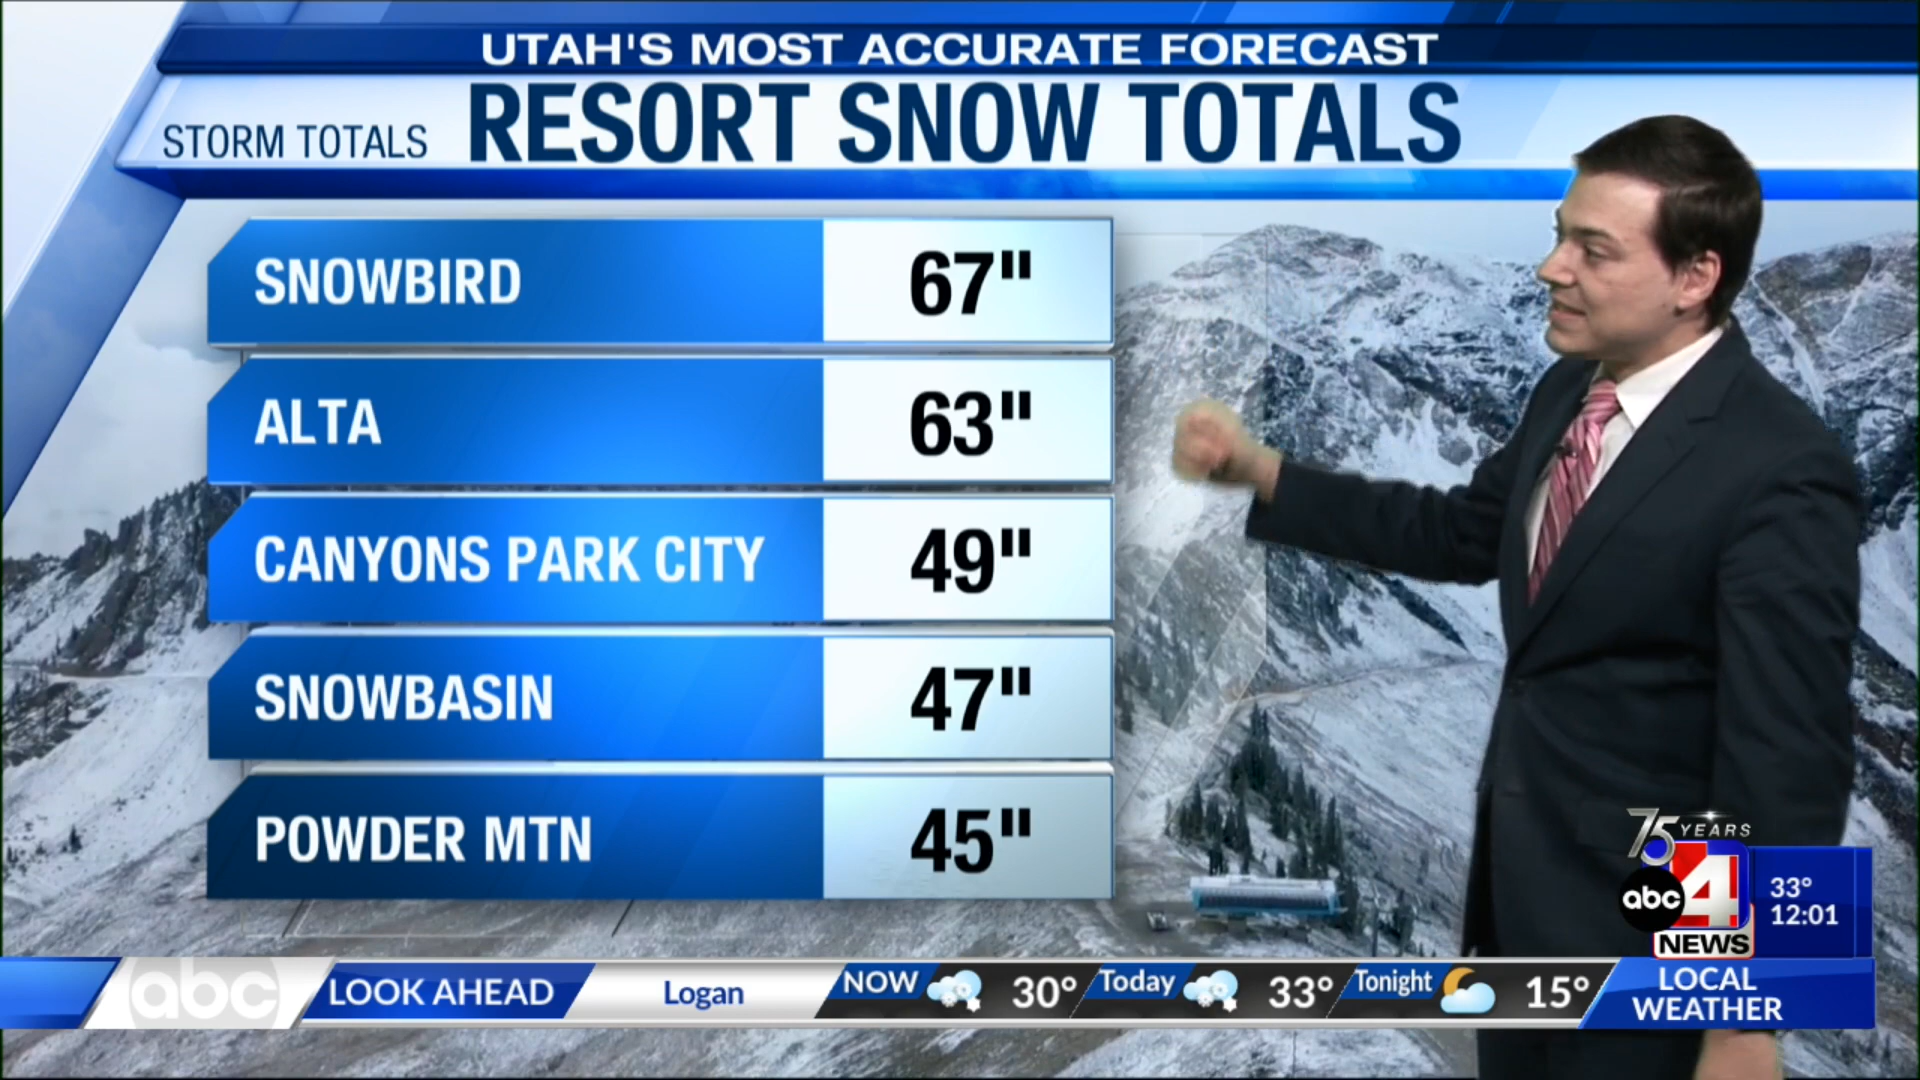 UTAH'S MOST ACCURATE FORECAST
STORM TOTALS RESORT SNOW TOTALS
SNOWBIRD 67"
ALTA 63"
CANYONS PARK CITY 49"
SNOWBASIN 47"
POWDER MTN 45"
75 YEARS
abc 4
NEWS
33°
12:01
abc LOOK AHEAD Logan NOW 30° Today 33° Tonight 15°
LOCAL
WEATHER